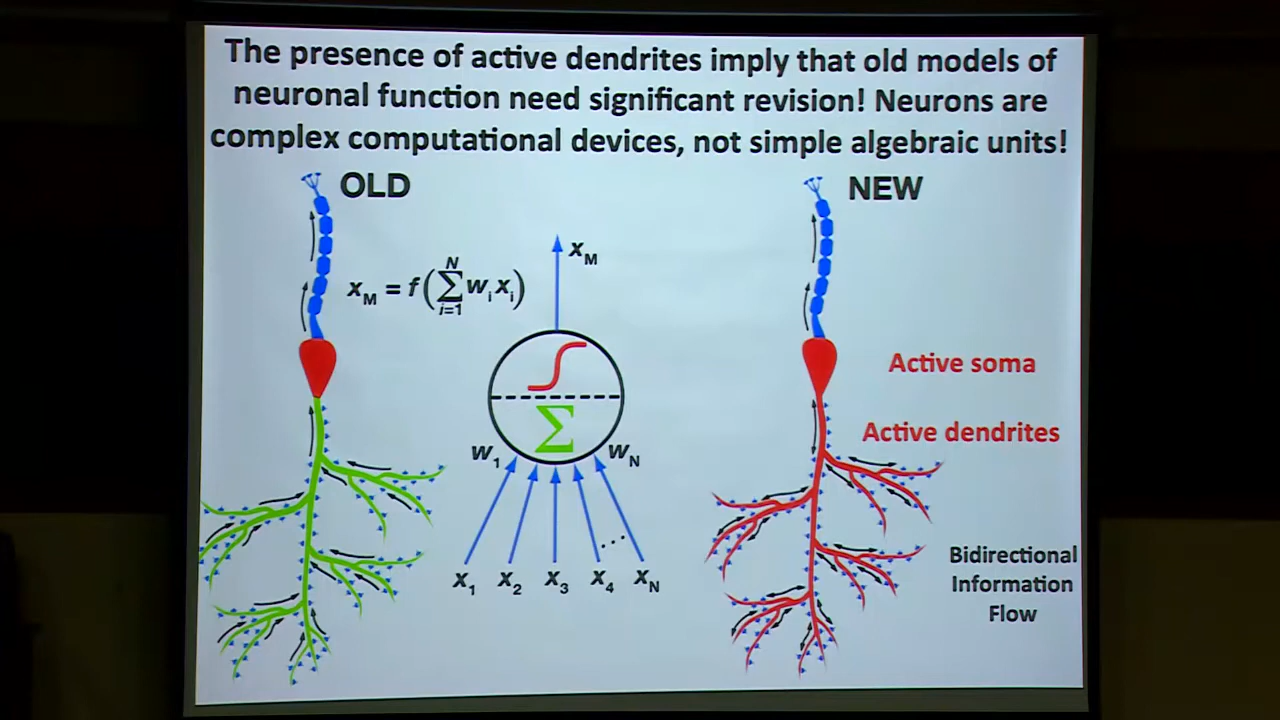 The presence of active dendrites imply that old models of
neuronal function need significant revision! Neurons are
complex computational devices, not simple algebraic units!
OLD
NEW
x_M
x_M = f(∑_{i=1}^{N} w_i x_i)
Active soma
∑
Active dendrites
w_1
w_N
...
x_1 x_2 x_3 x_4 x_N
Bidirectional
Information
Flow